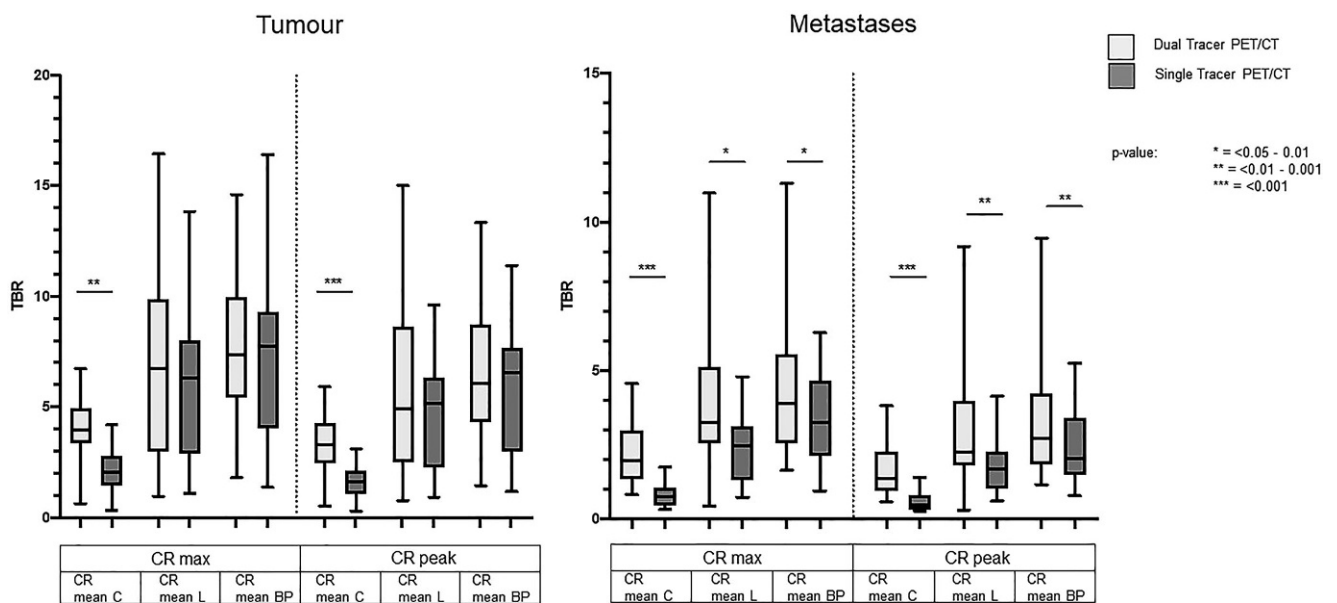 Tumour
Metastases
Dual Tracer PET/CT
Single Tracer PET/CT
p-value:
* = <0.05 - 0.01
** = <0.01 - 0.001
*** = <0.001
TBR
20
15
10
5
0
**
***
CR max
CR peak
CR mean C
CR mean L
CR mean BP
CR mean C
CR mean L
CR mean BP
TBR
15
10
5
0
***
*
*
***
**
**
CR max
CR peak
CR mean C
CR mean L
CR mean BP
CR mean C
CR mean L
CR mean BP